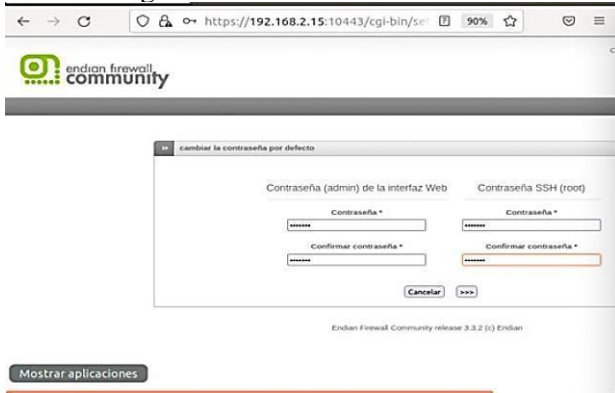 https://192.168.2.15:10443/cgi-bin/se
90%
endian firewall
community
cambiar la contraseña por defecto
Contraseña (admin) de la interfaz Web
Contraseña SSH (root)
Contraseña *
Contraseña *
Confirmar contraseña *
Confirmar contraseña *
Cancelar
>>>
Endian Firewall Community release 3.3.2 (c) Endian
Mostrar aplicaciones